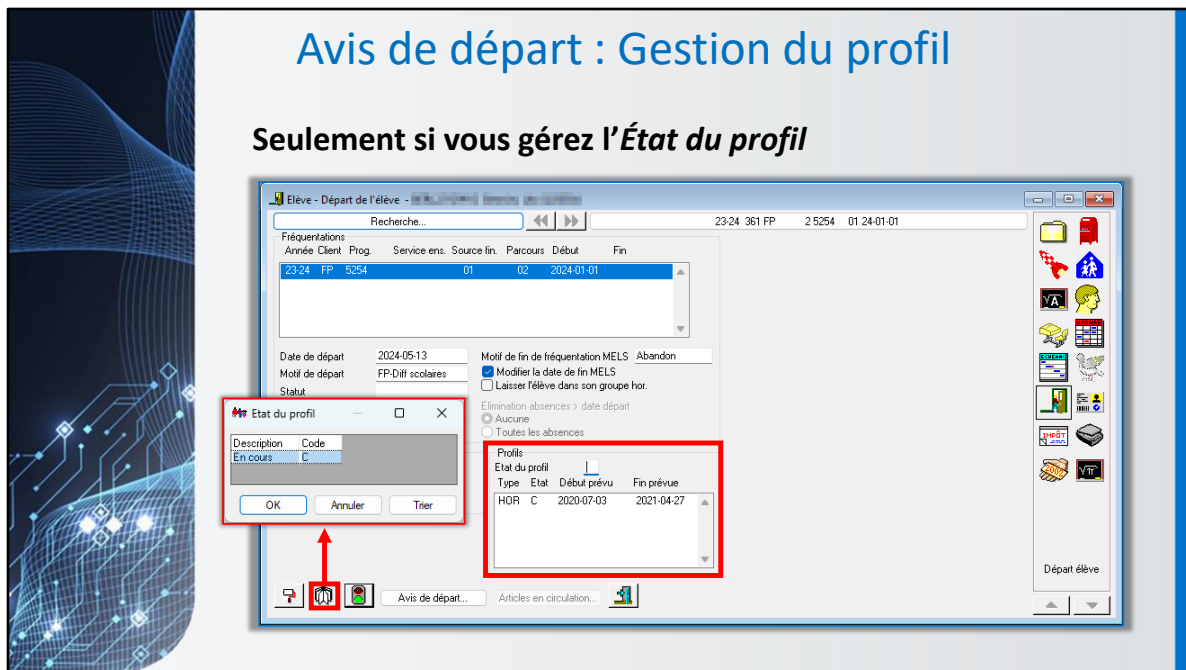 Avis de départ : Gestion du profil
Seulement si vous gérez l’État du profil
Elève - Départ de l'élève -
Recherche...
23-24 361 FP 2 5254 01 24-01-01
Fréquentations
Année Client Prog. Service ens. Source fin. Parcours Début Fin
23-24 FP 5254 01 02 2024-01-01
Date de départ 2024-05-13 Motif de fin de fréquentation MELS Abandon
Motif de départ FP-Diff scolaires Modifier la date de fin MELS
Statut Laisser l'élève dans son groupe hor.
Elimination absences > date départ
Aucune
Toutes les absences
Etat du profil
Description Code
En cours C
OK Annuler Trier
Profils
Etat du profil
Type Etat Début prévu Fin prévue
HOR C 2020-07-03 2021-04-27
Départ élève
Avis de départ... Articles en circulation...